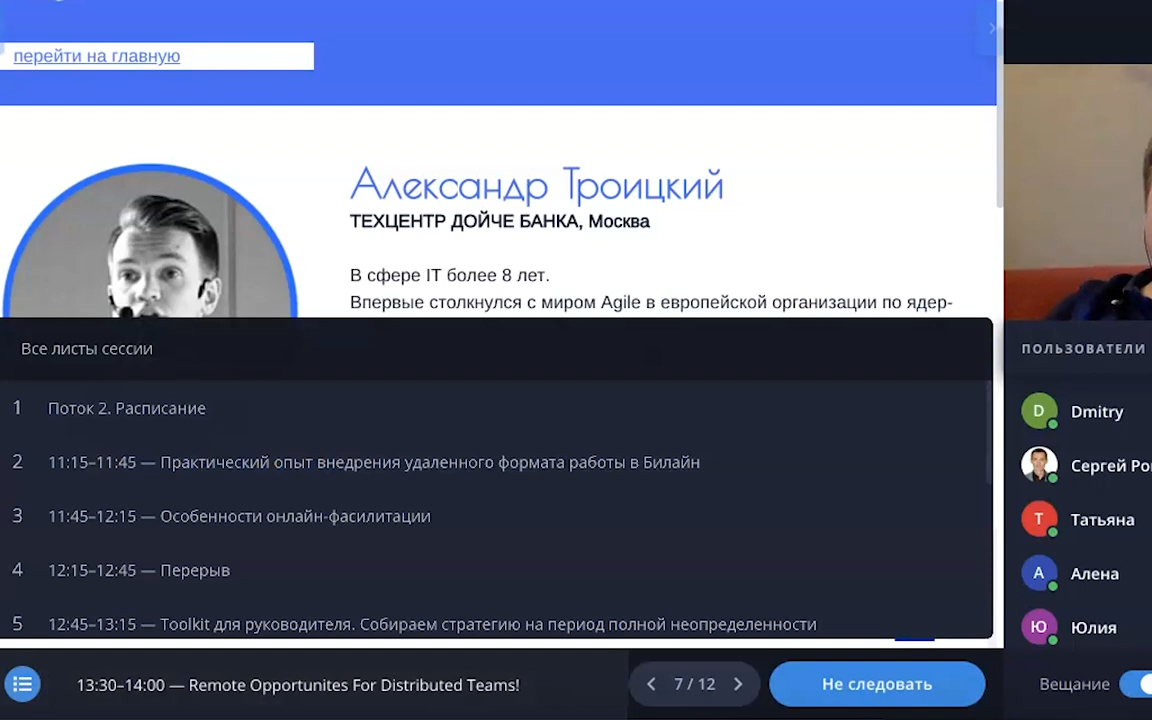 перейти на главную
Александр Троицкий
ТЕХЦЕНТР ДОЙЧЕ БАНКА, Москва
В сфере IT более 8 лет.
Впервые столкнулся с миром Agile в европейской организации по ядер-
Все листы сессии
1 Поток 2. Расписание
2 11:15–11:45 — Практический опыт внедрения удаленного формата работы в Билайн
3 11:45–12:15 — Особенности онлайн-фасилитации
4 12:15–12:45 — Перерыв
5 12:45–13:15 — Toolkit для руководителя. Собираем стратегию на период полной неопределенности
13:30–14:00 — Remote Opportunites For Distributed Teams!
7 / 12
Не следовать
ПОЛЬЗОВАТЕЛИ
D Dmitry
Сергей
Т Татьяна
А Алена
Ю Юлия
Вещание